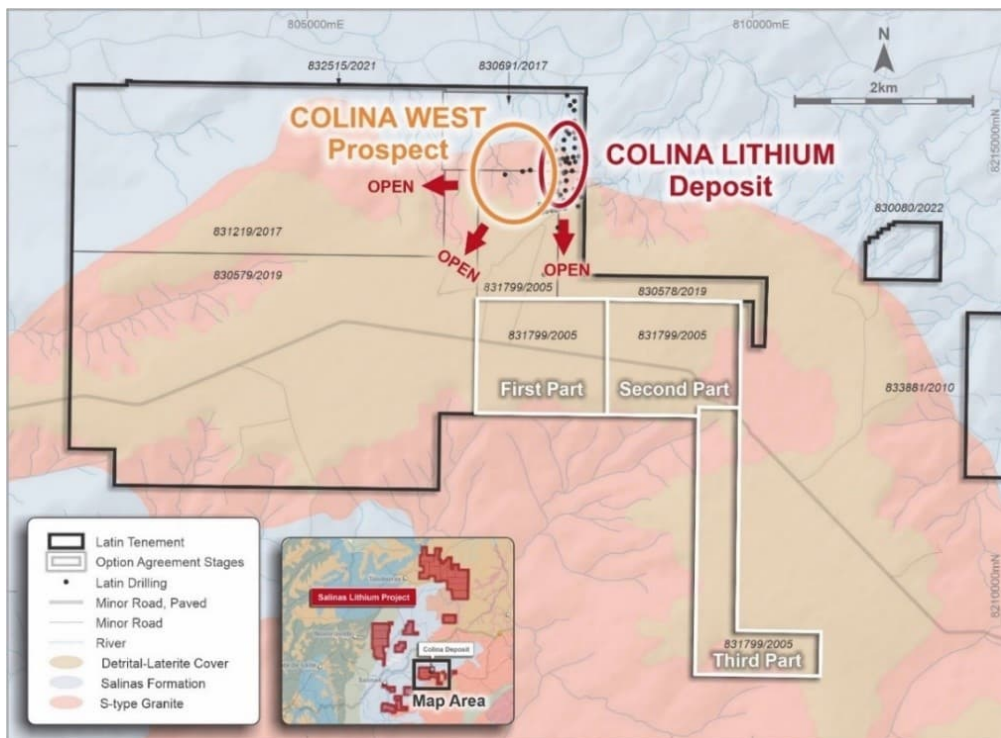 805000mE
810000mE
N
2km
832515/2021
830691/2017
COLINA WEST
Prospect
COLINA LITHIUM
Deposit
8315000mN
OPEN
830080/2022
831219/2017
OPEN
OPEN
830579/2019
831799/2005
830578/2019
831799/2005
831799/2005
First Part
Second Part
833881/2010
8310000mN
831799/2005
Third Part
Latin Tenement
Option Agreement Stages
Latin Drilling
Minor Road, Paved
Minor Road
River
Detrital-Laterite Cover
Salinas Formation
S-type Granite
Salinas Lithium Project
Colina Deposit
Map Area